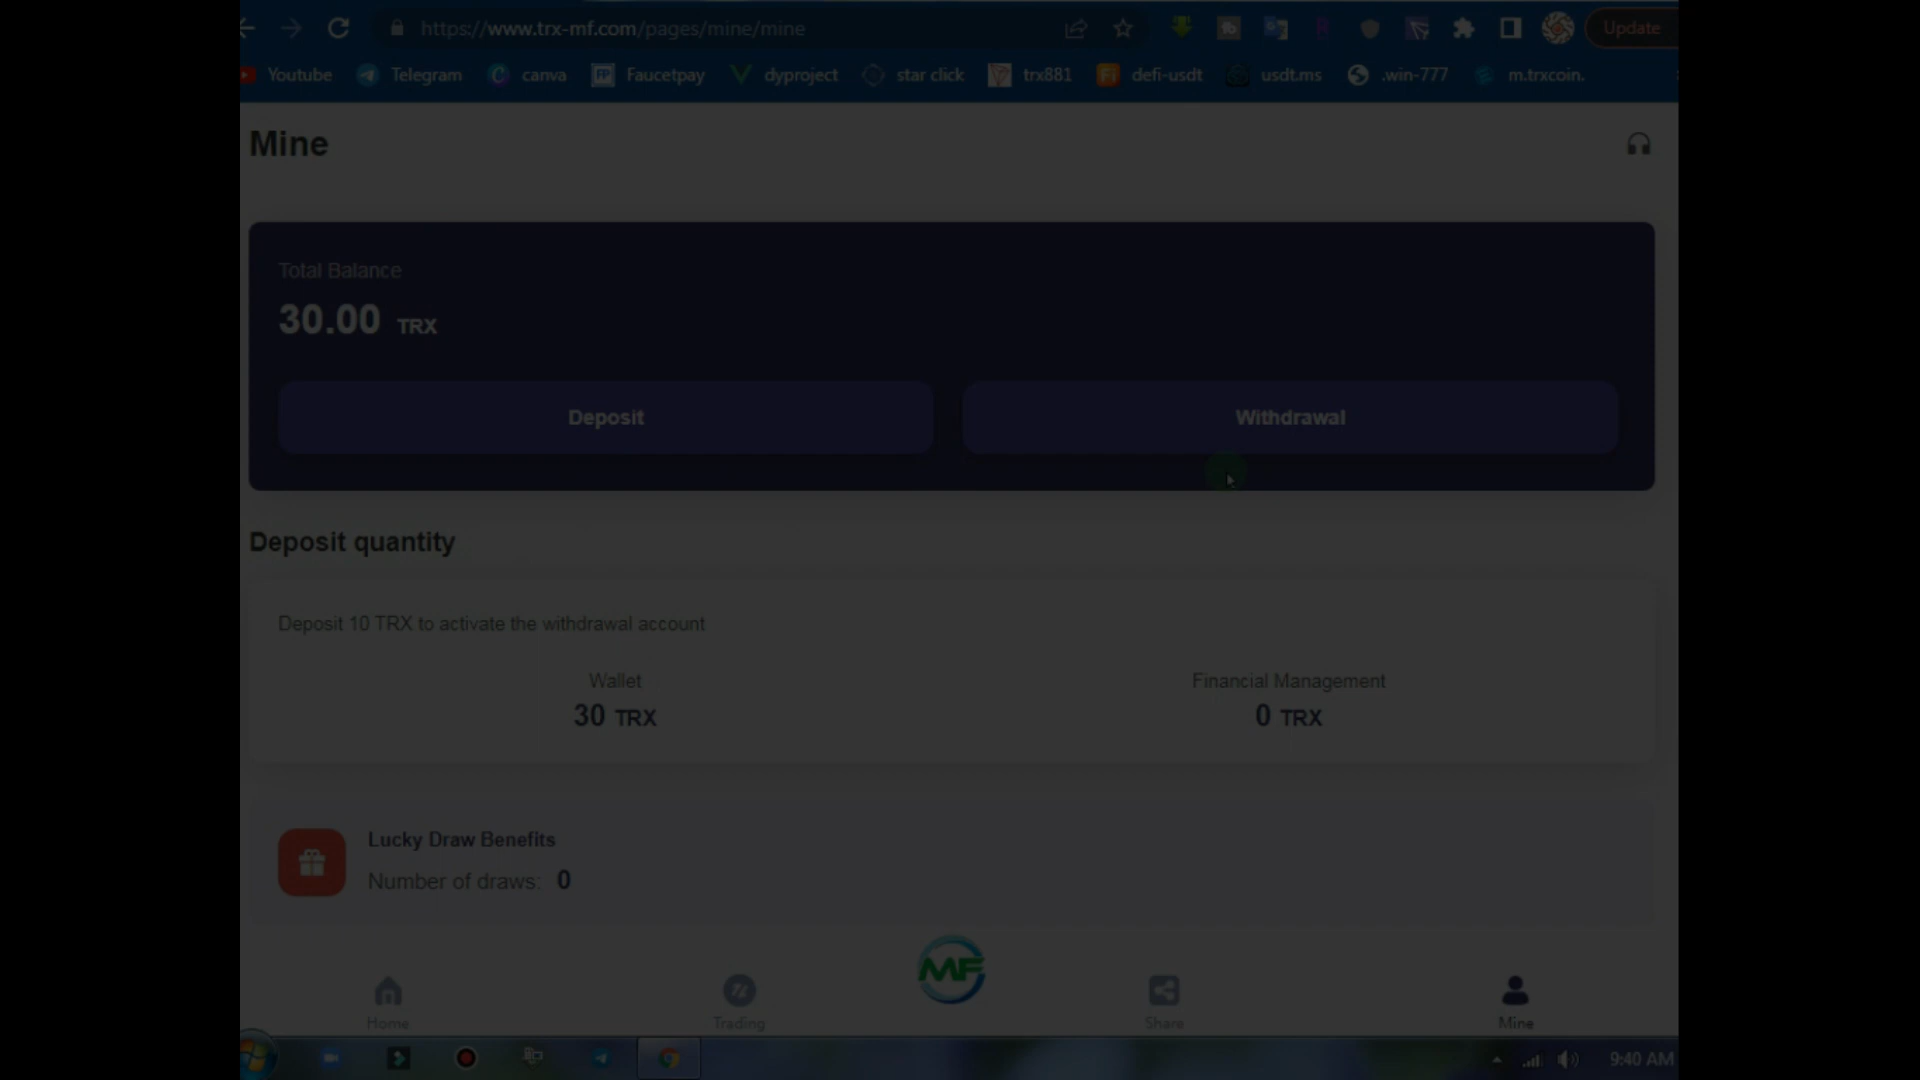 https://www.trx-mf.com/pages/mine/mine
Update
Youtube
Telegram
canva
FP
Faucetpay
dyproject
star click
trx881
Fi
defi-usdt
usdt.ms
.win-777
m.trxcoin.
Mine
Total Balance
30.00 TRX
Deposit
Withdrawal
Deposit quantity
Deposit 10 TRX to activate the withdrawal account
Wallet
Financial Management
30 TRX
0 TRX
Lucky Draw Benefits
Number of draws: 0
MF
Home
Trading
Share
Mine
9:40 AM